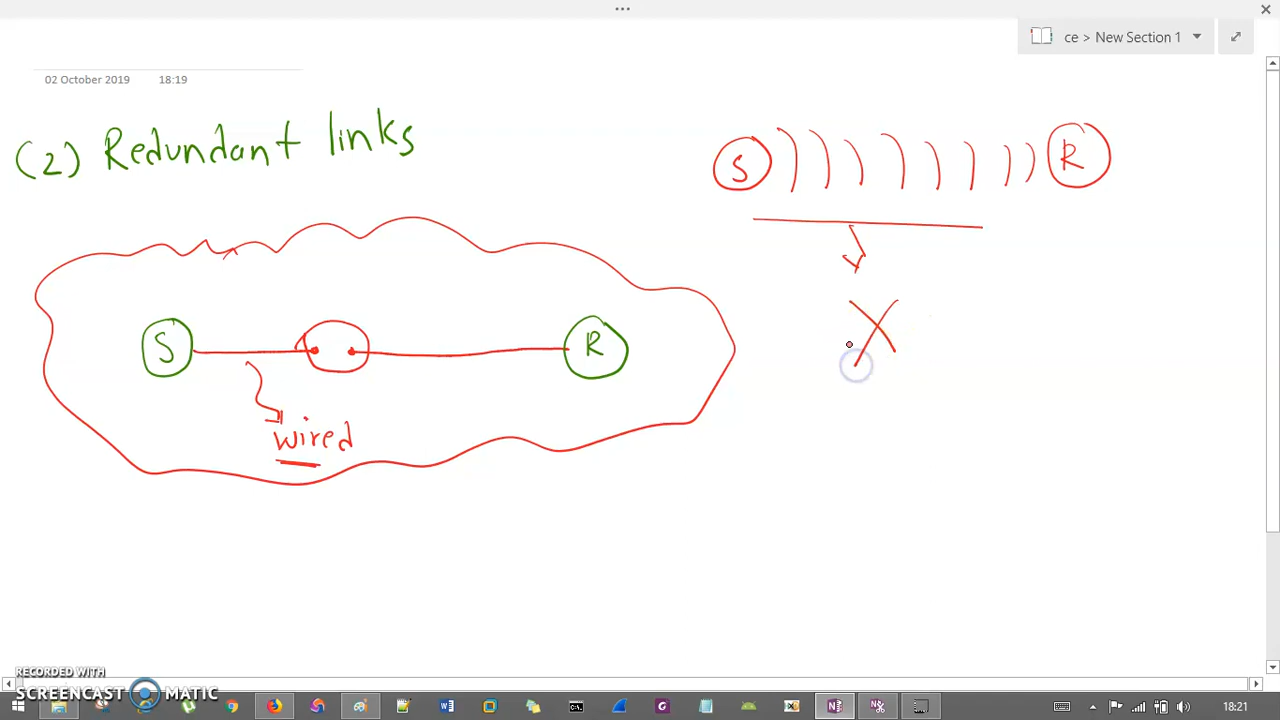 ...
ce > New Section 1
02 October 2019 18:19
(2) Redundant links
S R
S R
wired
RECORDED WITH
SCREENCAST MATIC
18:21